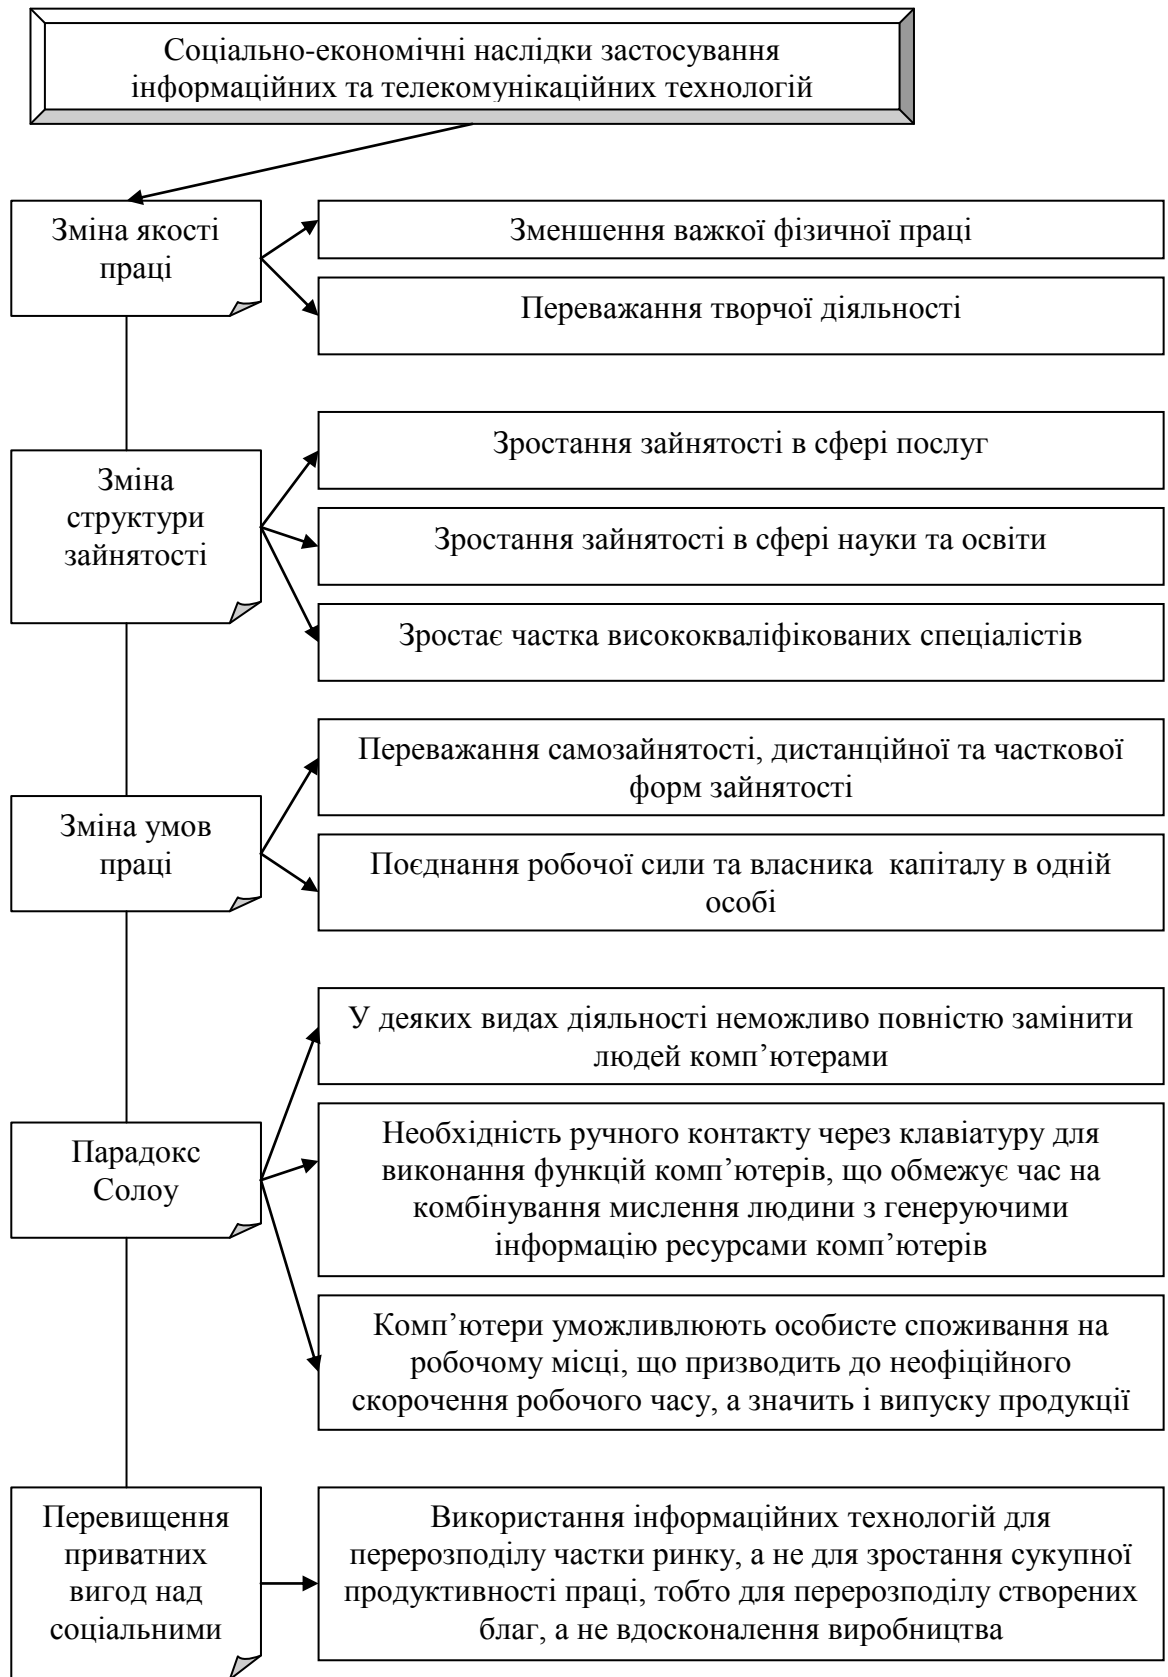 Соціально-економічні наслідки застосування
інформаційних та телекомунікаційних технологій
Зміна якості
праці
Зменшення важкої фізичної праці
Переважання творчої діяльності
Зміна
структури
зайнятості
Зростання зайнятості в сфері послуг
Зростання зайнятості в сфері науки та освіти
Зростає частка висококваліфікованих спеціалістів
Зміна умов
праці
Переважання самозайнятості, дистанційної та часткової
форм зайнятості
Поєднання робочої сили та власника капіталу в одній
особі
Парадокс
Солоу
У деяких видах діяльності неможливо повністю замінити
людей комп’ютерами
Необхідність ручного контакту через клавіатуру для
виконання функцій комп’ютерів, що обмежує час на
комбінування мислення людини з генеруючими
інформацію ресурсами комп’ютерів
Комп’ютери уможливлюють особисте споживання на
робочому місці, що призводить до неофіційного
скорочення робочого часу, а значить і випуску продукції
Перевищення
приватних
вигод над
соціальними
Використання інформаційних технологій для
перерозподілу частки ринку, а не для зростання сукупної
продуктивності праці, тобто для перерозподілу створених
благ, а не вдосконалення виробництва